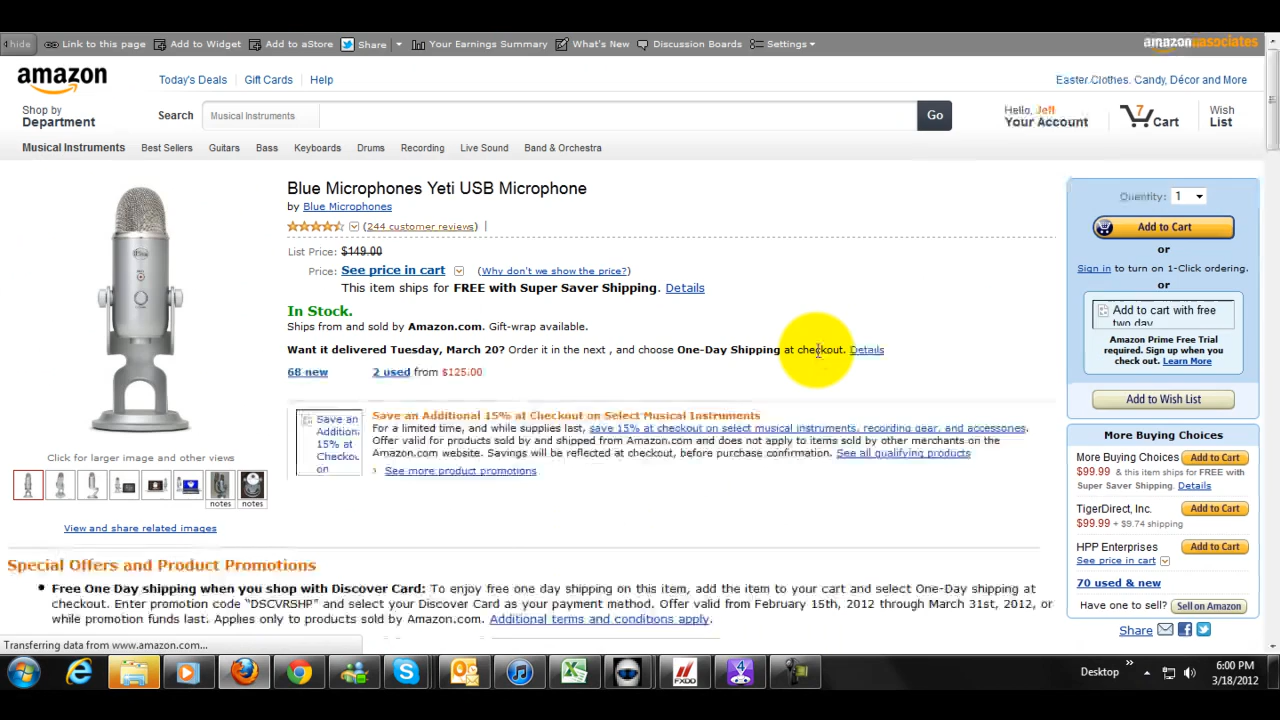 hide Link to this page Add to Widget Add to aStore Share Your Earnings Summary What's New Discussion Boards Settings amazon associates
amazon Today's Deals Gift Cards Help Easter Clothes, Candy, Décor and More
Shop by Department Search Musical Instruments Go Hello, Jeff Your Account 7 Cart Wish List
Musical Instruments Best Sellers Guitars Bass Keyboards Drums Recording Live Sound Band & Orchestra
Blue Microphones Yeti USB Microphone
by Blue Microphones
(244 customer reviews) |
List Price: $149.00
Price: See price in cart (Why don't we show the price?)
This item ships for FREE with Super Saver Shipping. Details
In Stock.
Ships from and sold by Amazon.com. Gift-wrap available.
Want it delivered Tuesday, March 20? Order it in the next , and choose One-Day Shipping at checkout. Details
68 new 2 used from $125.00
Save an Addition 15% at Checkou on
Save an Additional 15% at Checkout on Select Musical Instruments
For a limited time, and while supplies last, save 15% at checkout on select musical instruments, recording gear, and accessories.
Offer valid for products sold by and shipped from Amazon.com and does not apply to items sold by other merchants on the
Amazon.com website. Savings will be reflected at checkout, before purchase confirmation. See all qualifying products
› See more product promotions
Click for larger image and other views
notes notes
View and share related images
Quantity: 1
Add to Cart
or
Sign in to turn on 1-Click ordering.
or
Add to cart with free
two day
Amazon Prime Free Trial
required. Sign up when you
check out. Learn More
Add to Wish List
More Buying Choices
More Buying Choices Add to Cart
$99.99 & this item ships for FREE with
Super Saver Shipping. Details
TigerDirect, Inc. Add to Cart
$99.99 + $9.74 shipping
HPP Enterprises Add to Cart
See price in cart
70 used & new
Have one to sell? Sell on Amazon
Share
Special Offers and Product Promotions
• Free One Day shipping when you shop with Discover Card: To enjoy free one day shipping on this item, add the item to your cart and select One-Day shipping at
checkout. Enter promotion code "DSCVRSHP" and select your Discover Card as your payment method. Offer valid from February 15th, 2012 through March 31st, 2012, or
while promotion funds last. Applies only to products sold by Amazon.com. Additional terms and conditions apply.
Transferring data from www.amazon.com...
Desktop 6:00 PM
3/18/2012